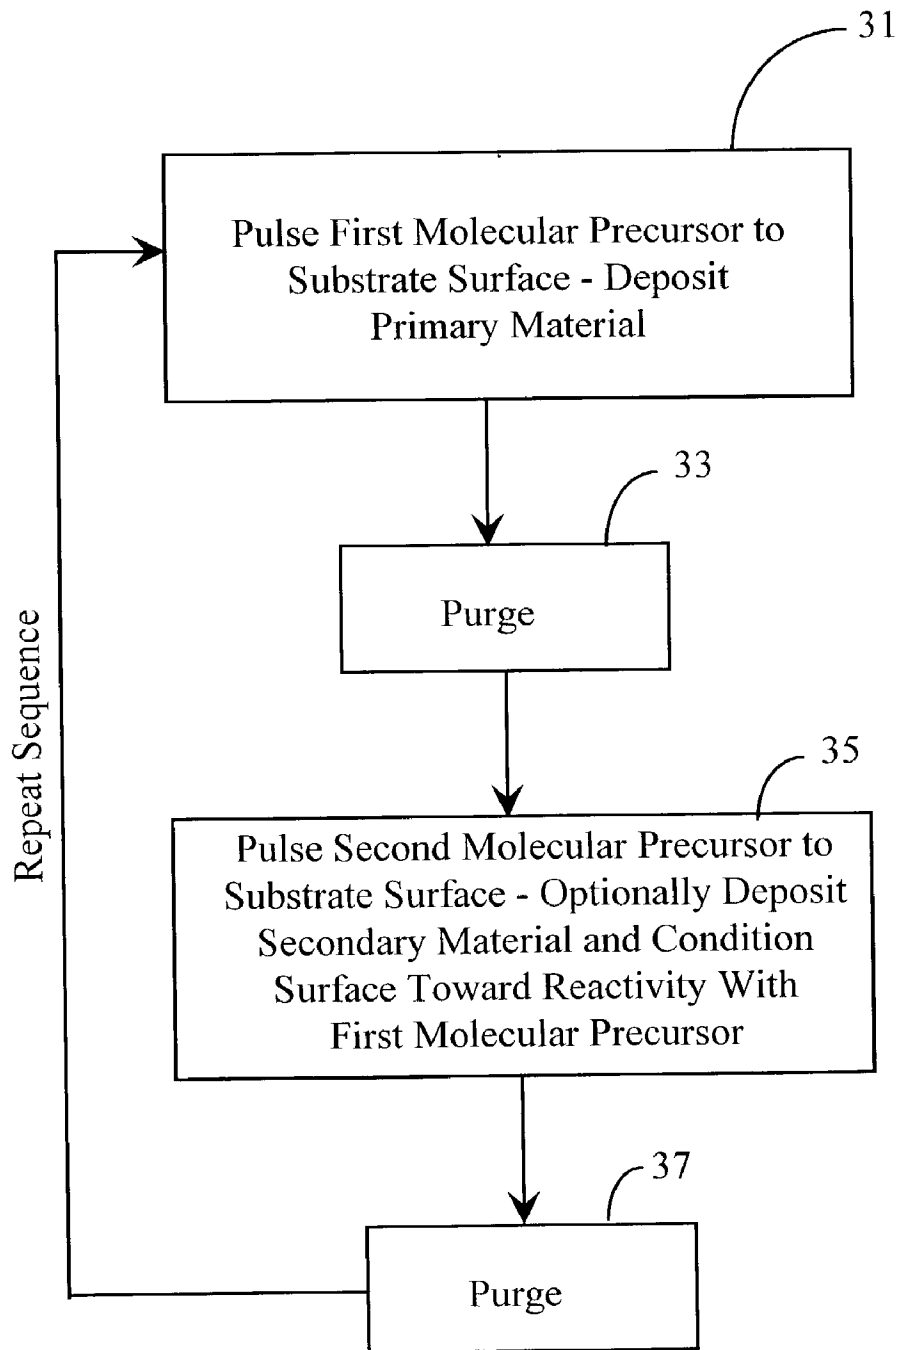 31
Pulse First Molecular Precursor to
Substrate Surface - Deposit
Primary Material
33
Purge
35
Pulse Second Molecular Precursor to
Substrate Surface - Optionally Deposit
Secondary Material and Condition
Surface Toward Reactivity With
First Molecular Precursor
37
Purge
Repeat Sequence